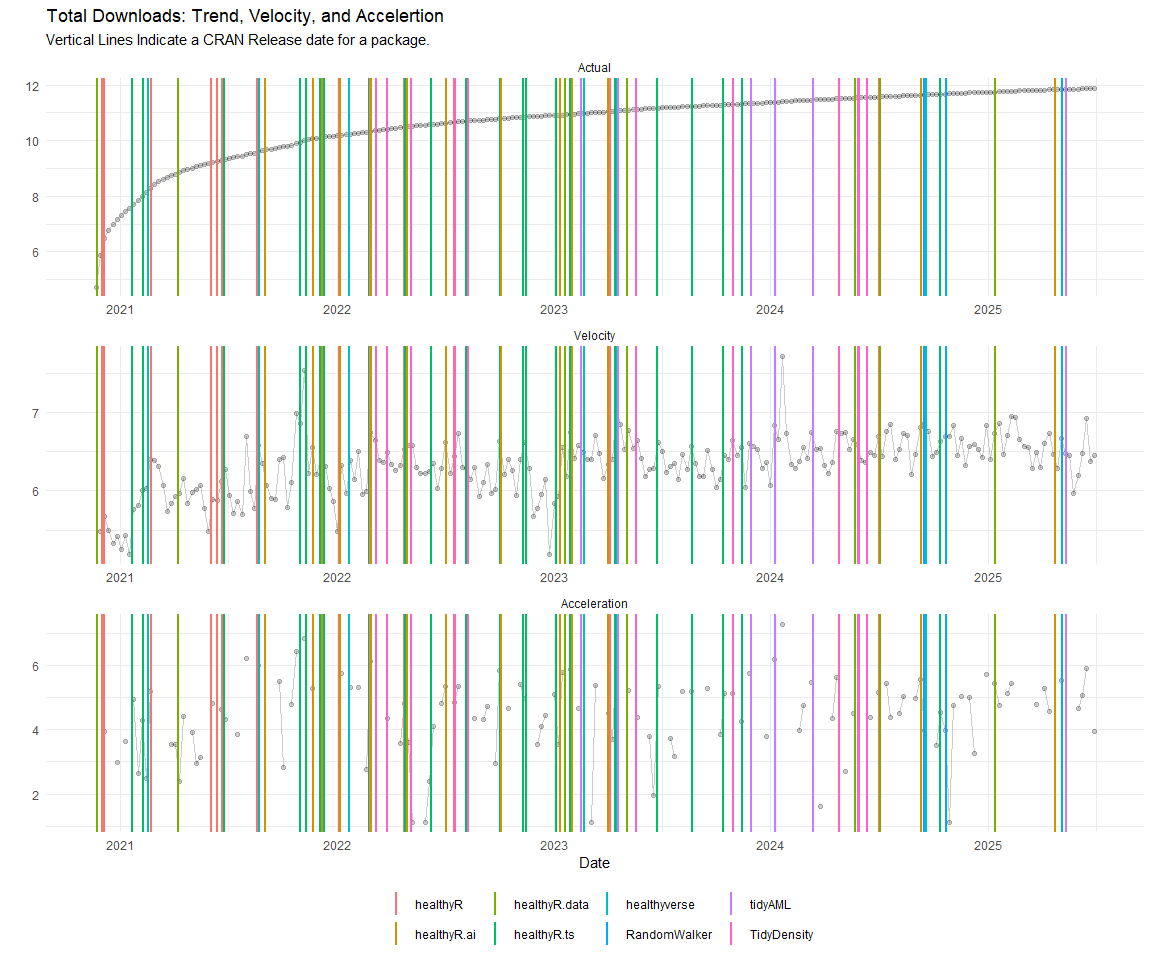 Total Downloads: Trend, Velocity, and Accelertion
Vertical Lines Indicate a CRAN Release date for a package.
Actual
12
10
8
6
2021 2022 2023 2024 2025
Velocity
7
6
2021 2022 2023 2024 2025
Acceleration
6
4
2
2021 2022 2023 2024 2025
Date
healthyR healthyR.data healthyverse tidyAML
healthyR.ai healthyR.ts RandomWalker TidyDensity